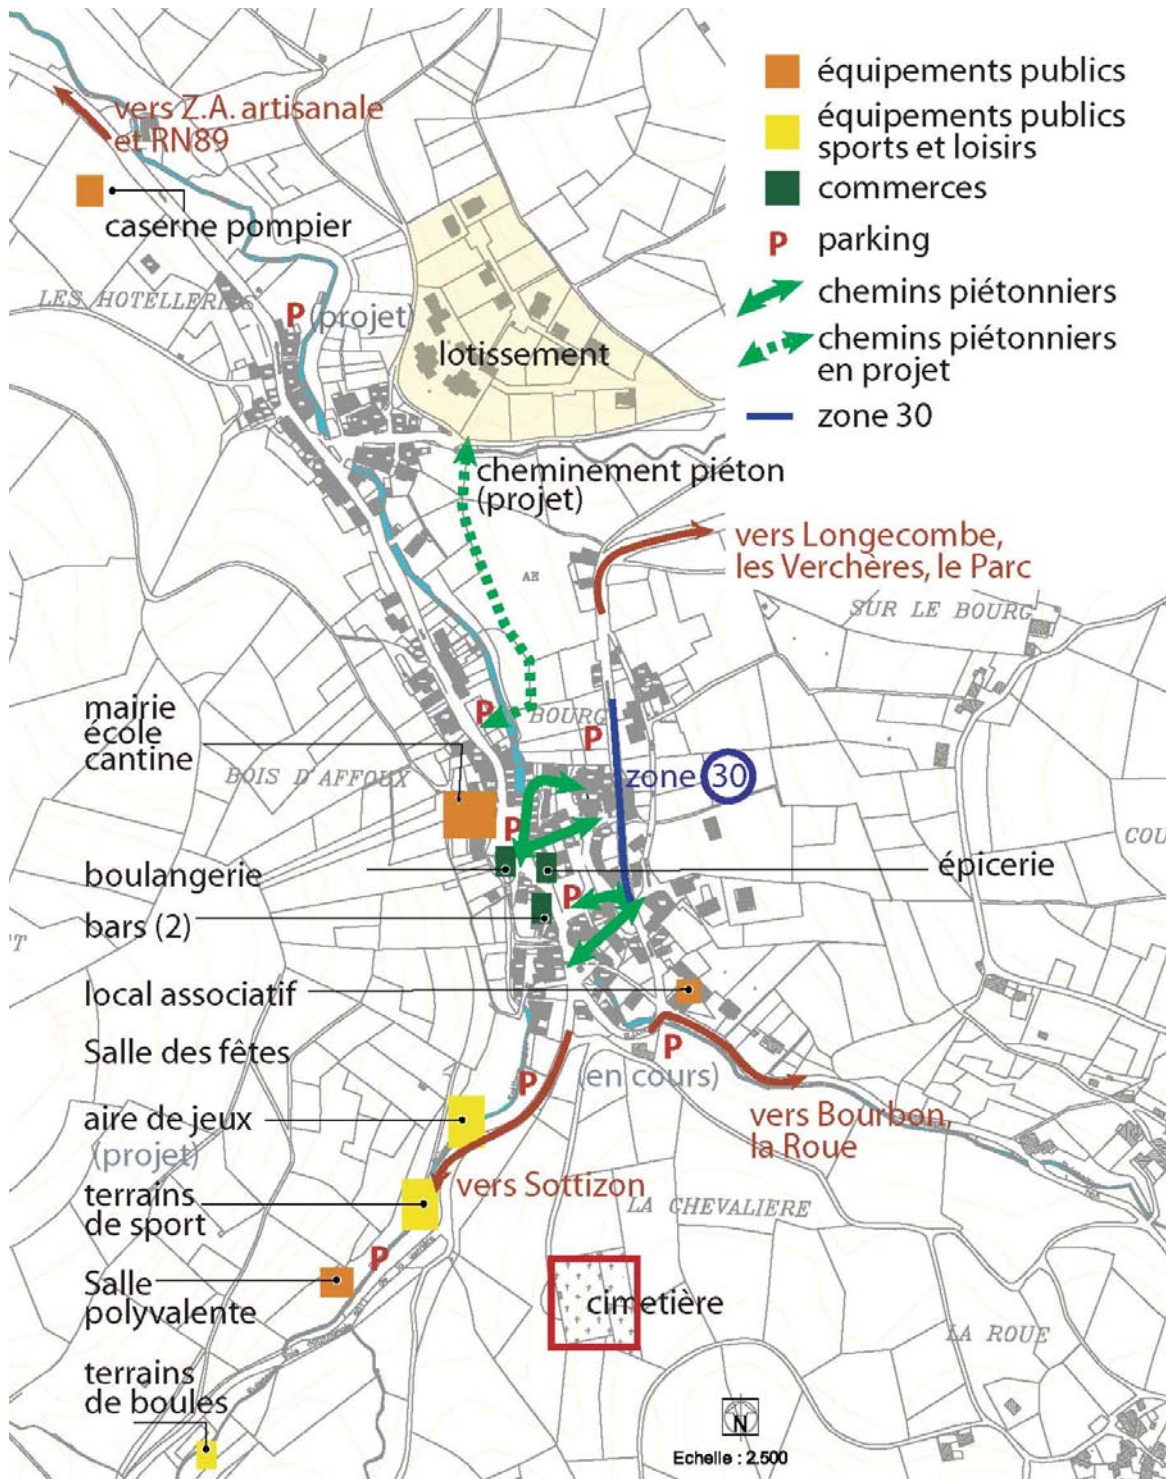 équipements publics
équipements publics
sports et loisirs
commerces
P parking
chemins piétonniers
chemins piétonniers
en projet
zone 30
vers Z.A. artisanale
et RN89
caserne pompier
LES HOTELLERIES
P (projet)
lotissement
cheminement piéton
(projet)
vers Longecombe,
les Verchères, le Parc
AE
SUR LE BOURG
mairie
école
cantine
P
BOURG
P
BOIS D'AFFOUX
zone 30
P
COU
boulangerie
épicerie
P
bars (2)
T
local associatif
Salle des fêtes
P
(en cours)
P
aire de jeux
(projet)
vers Bourbon,
la Roue
terrains
de sport
vers Sottizon
LA CHEVALIERE
P
Salle
polyvalente
cimetière
LA ROUE
terrains
de boules
N
Echelle : 2.500